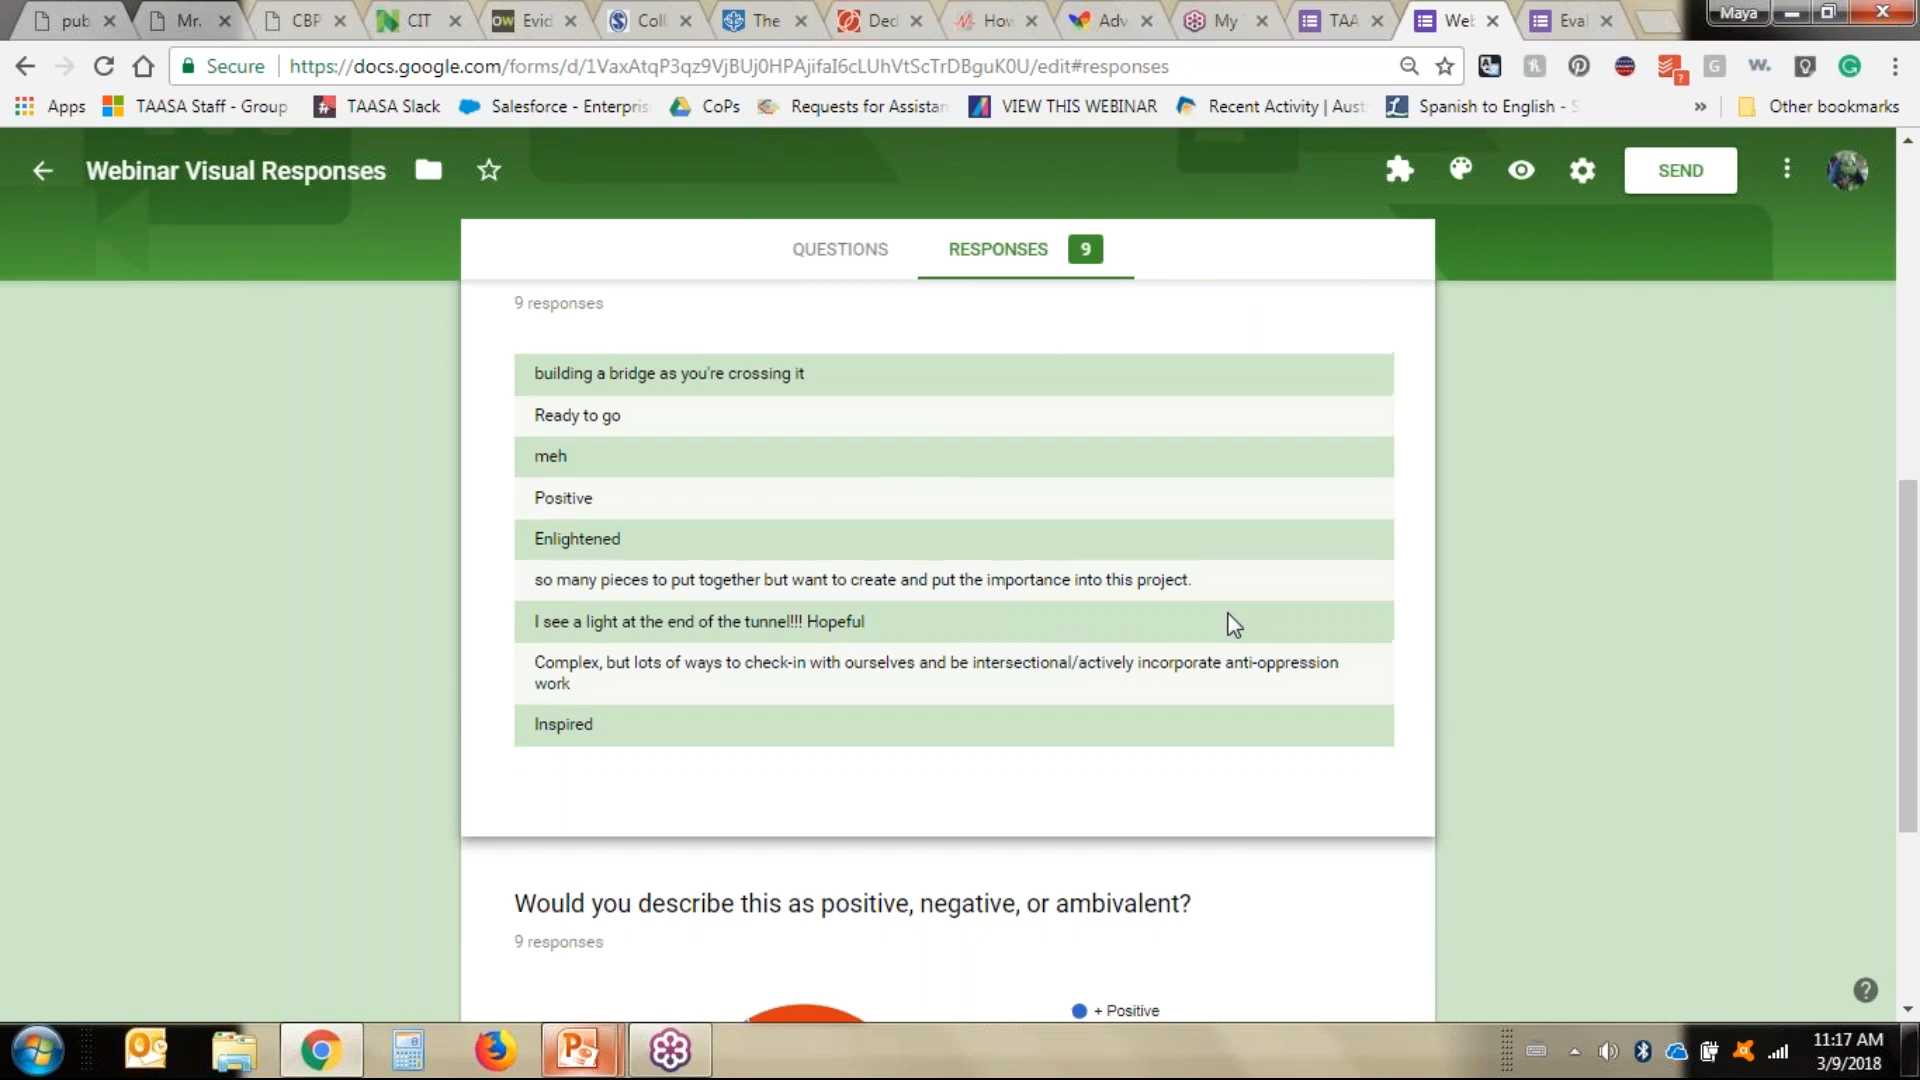 pub
Mr.
CBP
CIT
OW Evid
Coll
The
Ded
How
Adv
My
TAA
Web
Eval
Maya
Secure
https://docs.google.com/forms/d/1VaxAtqP3qz9VjBUj0HPAjifaI6cLUhVtScTrDBguK0U/edit#responses
Apps
TAASA Staff - Group
TAASA Slack
Salesforce - Enterpris
CoPs
Requests for Assistan
VIEW THIS WEBINAR
Recent Activity | Aust
Spanish to English - S
Other bookmarks
Webinar Visual Responses
SEND
QUESTIONS
RESPONSES 9
9 responses
building a bridge as you're crossing it
Ready to go
meh
Positive
Enlightened
so many pieces to put together but want to create and put the importance into this project.
I see a light at the end of the tunnel!!! Hopeful
Complex, but lots of ways to check-in with ourselves and be intersectional/actively incorporate anti-oppression
work
Inspired
Would you describe this as positive, negative, or ambivalent?
9 responses
+ Positive
11:17 AM
3/9/2018